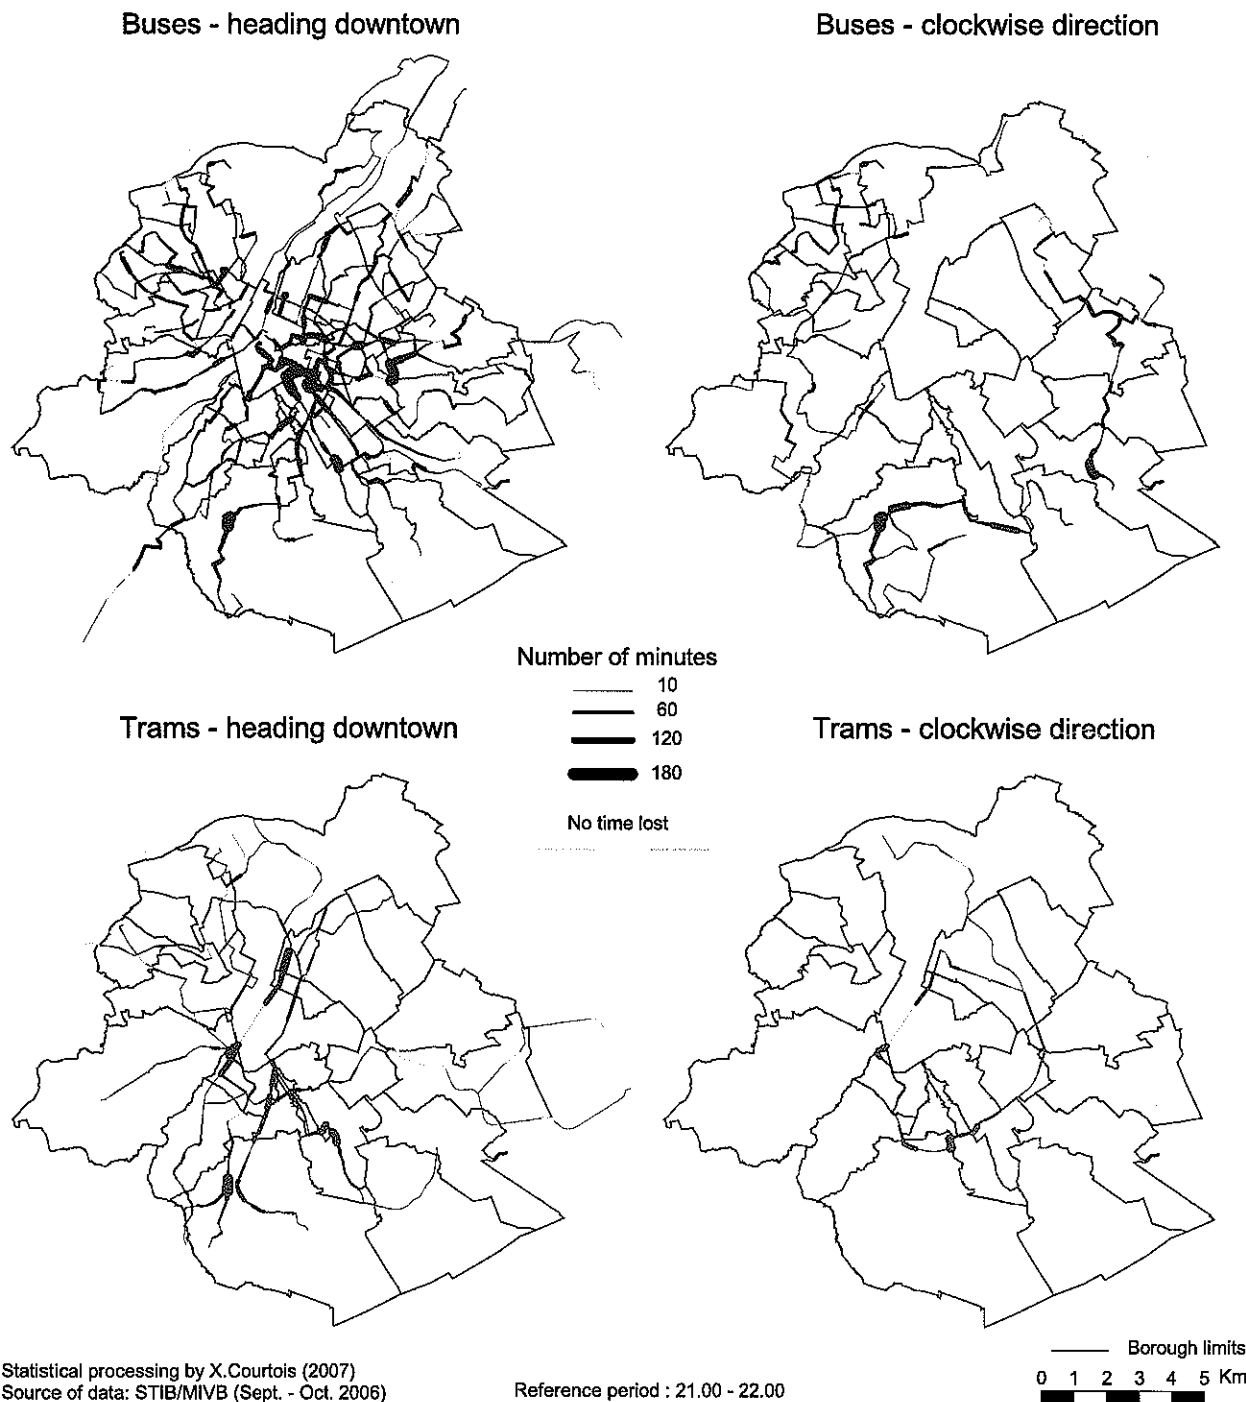 Buses - heading downtown
Buses - clockwise direction
Number of minutes
10
60
120
180
No time lost
Trams - heading downtown
Trams - clockwise direction
Statistical processing by X.Courtois (2007)
Source of data: STIB/MIVB (Sept. - Oct. 2006)
Reference period : 21.00 - 22.00
Borough limits
0 1 2 3 4 5 Km